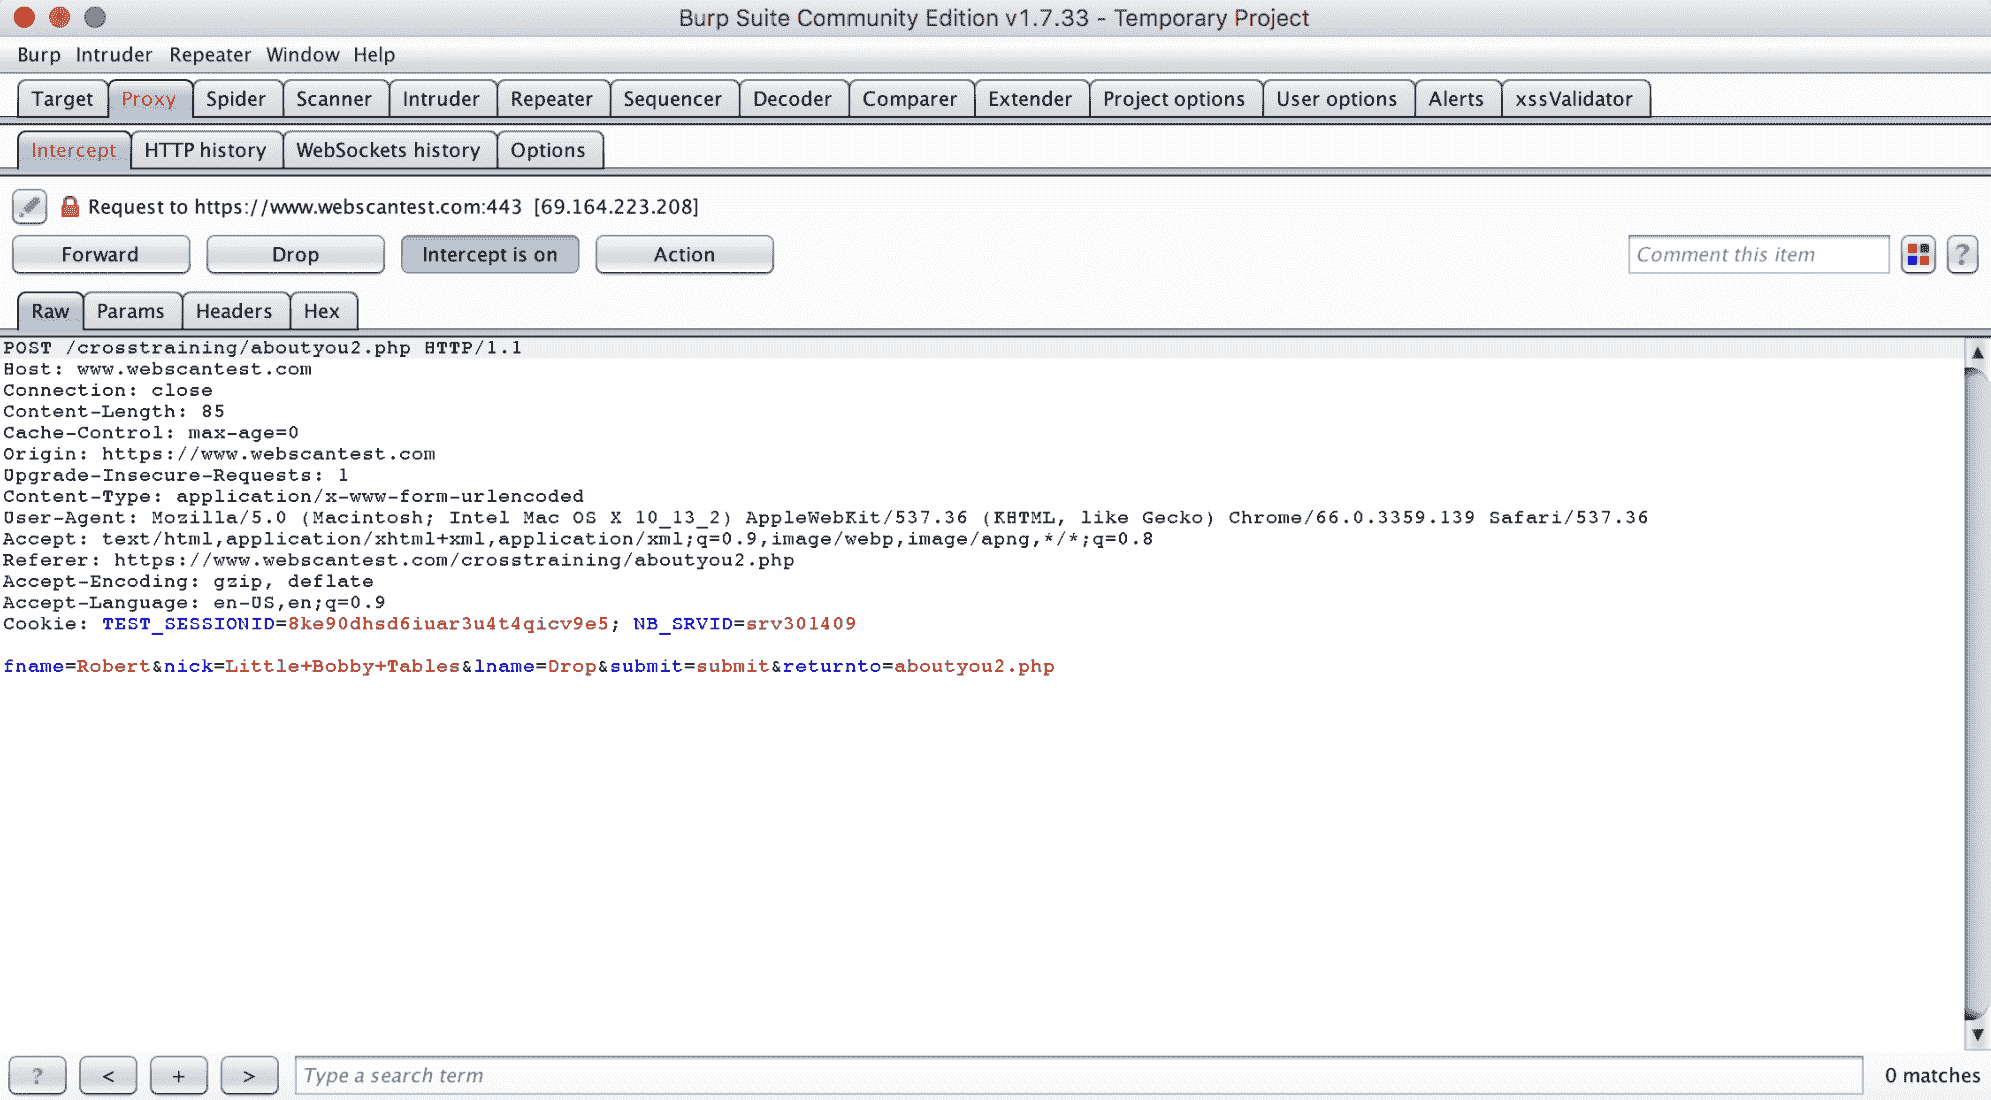 Burp Suite Community Edition v1.7.33 - Temporary Project
Burp Intruder Repeater Window Help
Target Proxy Spider Scanner Intruder Repeater Sequencer Decoder Comparer Extender Project options User options Alerts xssValidator
Intercept HTTP history WebSockets history Options
Request to https://www.webscantest.com:443 [69.164.223.208]
Forward Drop Intercept is on Action Comment this item ?
Raw Params Headers Hex
POST /crosstraining/aboutyou2.php HTTP/1.1
Host: www.webscantest.com
Connection: close
Content-Length: 85
Cache-Control: max-age=0
Origin: https://www.webscantest.com
Upgrade-Insecure-Requests: 1
Content-Type: application/x-www-form-urlencoded
User-Agent: Mozilla/5.0 (Macintosh; Intel Mac OS X 10_13_2) AppleWebKit/537.36 (KHTML, like Gecko) Chrome/66.0.3359.139 Safari/537.36
Accept: text/html,application/xhtml+xml,application/xml;q=0.9,image/webp,image/apng,*/*;q=0.8
Referer: https://www.webscantest.com/crosstraining/aboutyou2.php
Accept-Encoding: gzip, deflate
Accept-Language: en-US,en;q=0.9
Cookie: TEST_SESSIONID=8ke90dhsd6iuar3u4t4qicv9e5; NB_SRVID=srv301409
fname=Robert&nick=Little+Bobby+Tables&lname=Drop&submit=submit&returnto=aboutyou2.php
? < + > Type a search term 0 matches